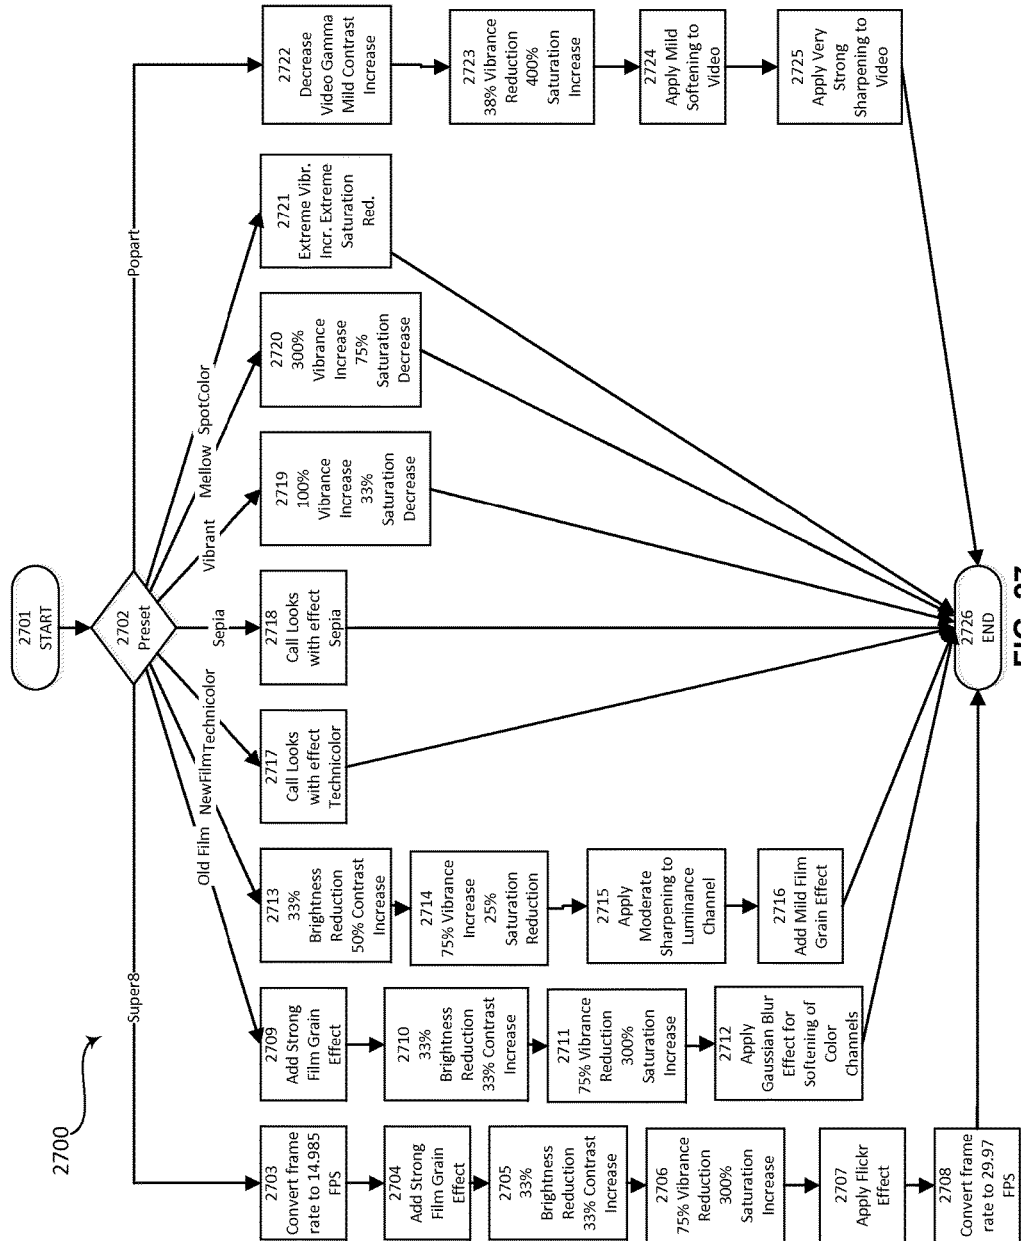 2700
2701
START
2702
Preset
Super8
Old Film
NewFilm
Technicolor
Sepia
Vibrant
Mellow
SpotColor
Popart
2703
Convert frame
rate to 14.985
FPS
2704
Add Strong
Film Grain
Effect
2705
33%
Brightness
Reduction
33% Contrast
Increase
2706
75% Vibrance
Reduction
300%
Saturation
Increase
2707
Apply Flickr
Effect
2708
Convert frame
rate to 29.97
FPS
2709
Add Strong
Film Grain
Effect
2710
33%
Brightness
Reduction
33% Contrast
Increase
2711
75% Vibrance
Reduction
300%
Saturation
Increase
2712
Apply
Gaussian Blur
Effect for
Softening of
Color
Channels
2713
33%
Brightness
Reduction
50% Contrast
Increase
2714
75% Vibrance
Increase
25%
Saturation
Reduction
2715
Apply
Moderate
Sharpening to
Luminance
Channel
2716
Add Mild Film
Grain Effect
2717
Call Looks
with effect
Technicolor
2718
Call Looks
with effect
Sepia
2719
100%
Vibrance
Increase
33%
Saturation
Decrease
2720
300%
Vibrance
Increase
75%
Saturation
Decrease
2721
Extreme Vibr.
Incr. Extreme
Saturation
Red.
2722
Decrease
Video Gamma
Mild Contrast
Increase
2723
38% Vibrance
Reduction
400%
Saturation
Increase
2724
Apply Mild
Softening to
Video
2725
Apply Very
Strong
Sharpening to
Video
2726
END
FIG.